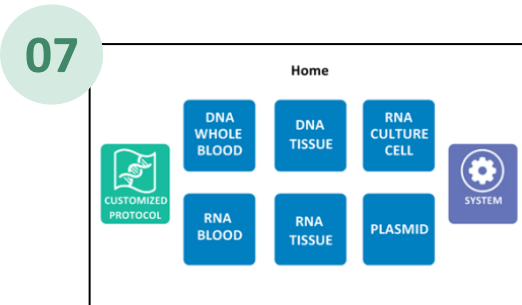 07
Home
DNA
WHOLE
BLOOD
DNA
TISSUE
RNA
CULTURE
CELL
CUSTOMIZED
PROTOCOL
SYSTEM
RNA
BLOOD
RNA
TISSUE
PLASMID